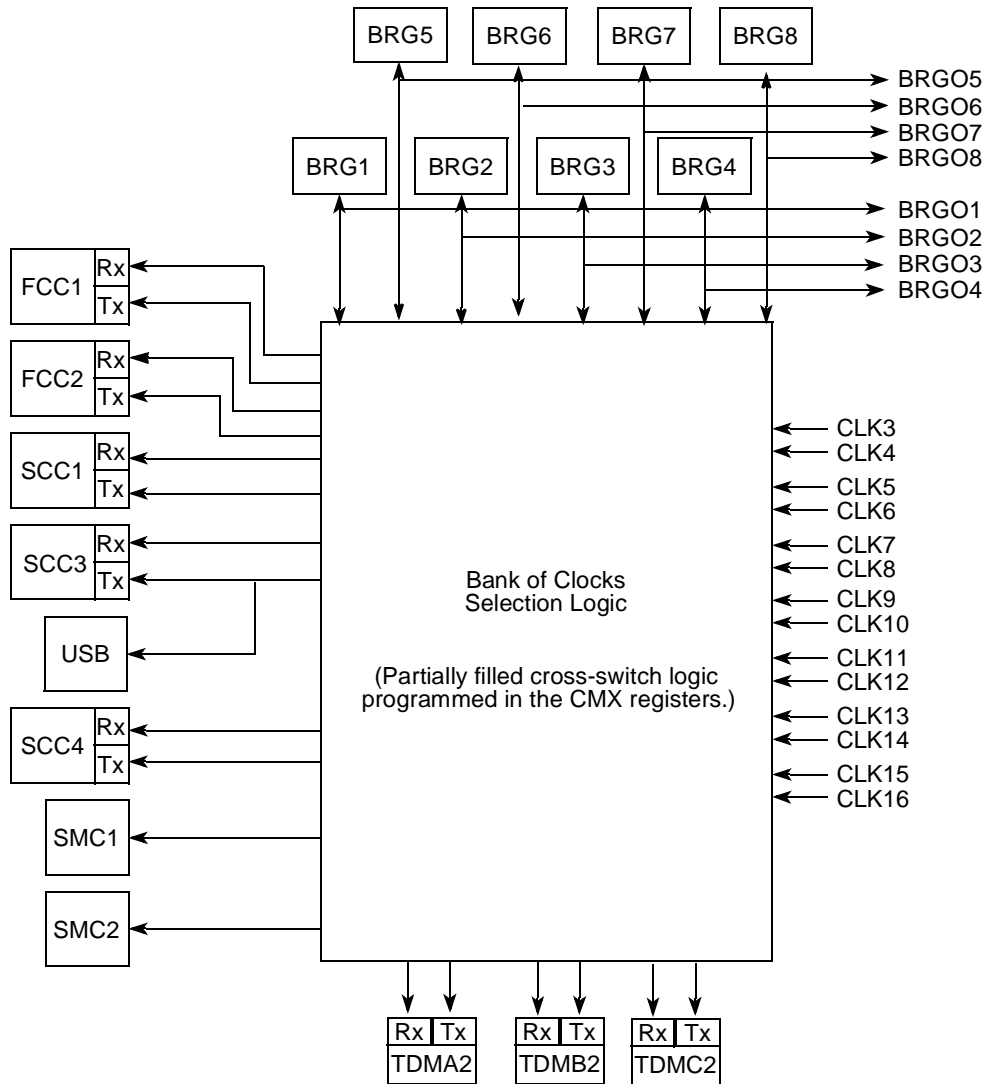 BRG5
BRG6
BRG7
BRG8
BRGO5
BRGO6
BRGO7
BRGO8
BRG1
BRG2
BRG3
BRG4
BRGO1
BRGO2
BRGO3
BRGO4
FCC1
Rx
Tx
FCC2
Rx
Tx
SCC1
Rx
Tx
SCC3
Rx
Tx
USB
SCC4
Rx
Tx
SMC1
SMC2
Bank of Clocks
Selection Logic
(Partially filled cross-switch logic
programmed in the CMX registers.)
CLK3
CLK4
CLK5
CLK6
CLK7
CLK8
CLK9
CLK10
CLK11
CLK12
CLK13
CLK14
CLK15
CLK16
Rx Tx
TDMA2
Rx Tx
TDMB2
Rx Tx
TDMC2